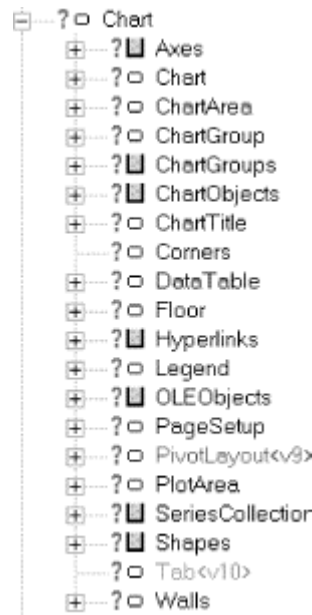 ? Chart
? Axes
? Chart
? ChartArea
? ChartGroup
? ChartGroups
? ChartObjects
? ChartTitle
? Corners
? DataTable
? Floor
? Hyperlinks
? Legend
? OLEObjects
? PageSetup
? PivotLayout<v9>
? PlotArea
? SeriesCollection
? Shapes
? Tab<v10>
? Walls